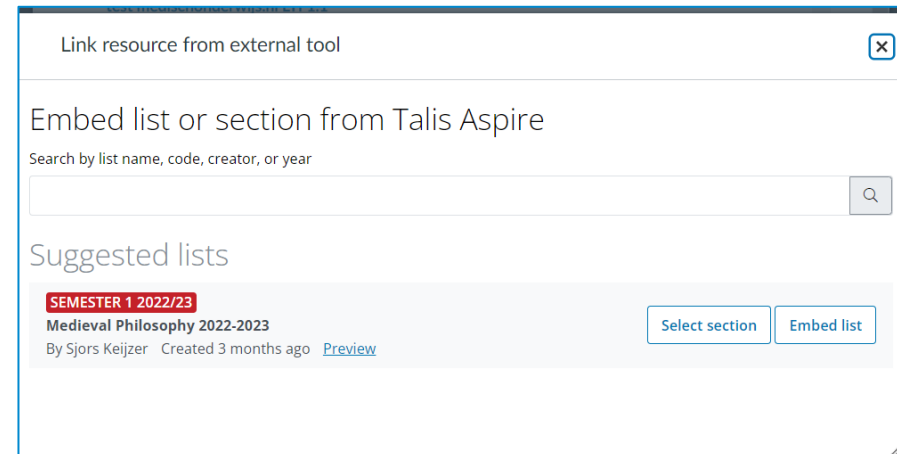 Link resource from external tool
Embed list or section from Talis Aspire
Search by list name, code, creator, or year
Suggested lists
SEMESTER 1 2022/23
Medieval Philosophy 2022-2023
By Sjors Keijzer Created 3 months ago Preview
Select section Embed list